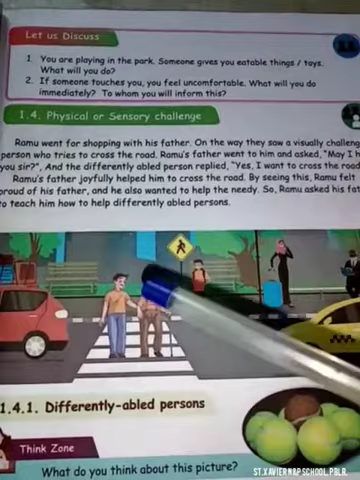 Let us Discuss
1. You are playing in the park. Someone gives you eatable things / toys.
What will you do?
2. If someone touches you, you feel uncomfortable. What will you do
immediately? To whom you will inform this?
1.4. Physical or Sensory challenge
Ramu went for shopping with his father. On the way they saw a visually
person who tries to cross the road. Ramu's father went to him and asked, "May I
you sir?", And the differently abled person replied, "Yes, I want to cross the road
Ramu's father joyfully helped him to cross the road. By seeing this, Ramu felt
proud of his father, and he also wanted to help the needy. So, Ramu asked his
to teach him how to help differently abled persons.
1.4.1. Differently-abled persons
Think Zone
What do you think about this picture?
ST.XAVIER N&P SCHOOL, PBLR.